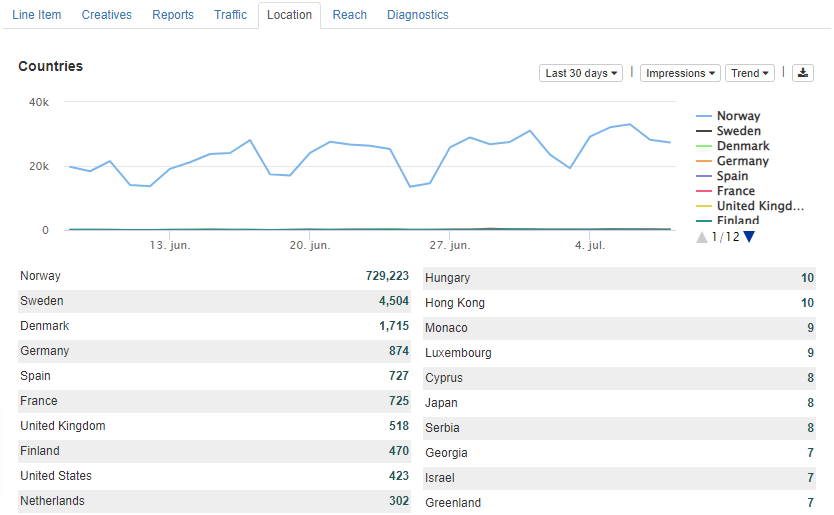 Line Item Creatives Reports Traffic Location Reach Diagnostics
Countries
Last 30 days Impressions Trend
40k
20k
0
13. jun. 20. jun. 27. jun. 4. jul.
Norway
Sweden
Denmark
Germany
Spain
France
United Kingd...
Finland
1/12
Norway 729,223
Sweden 4,504
Denmark 1,715
Germany 874
Spain 727
France 725
United Kingdom 518
Finland 470
United States 423
Netherlands 302
Hungary 10
Hong Kong 10
Monaco 9
Luxembourg 9
Cyprus 8
Japan 8
Serbia 8
Georgia 7
Israel 7
Greenland 7